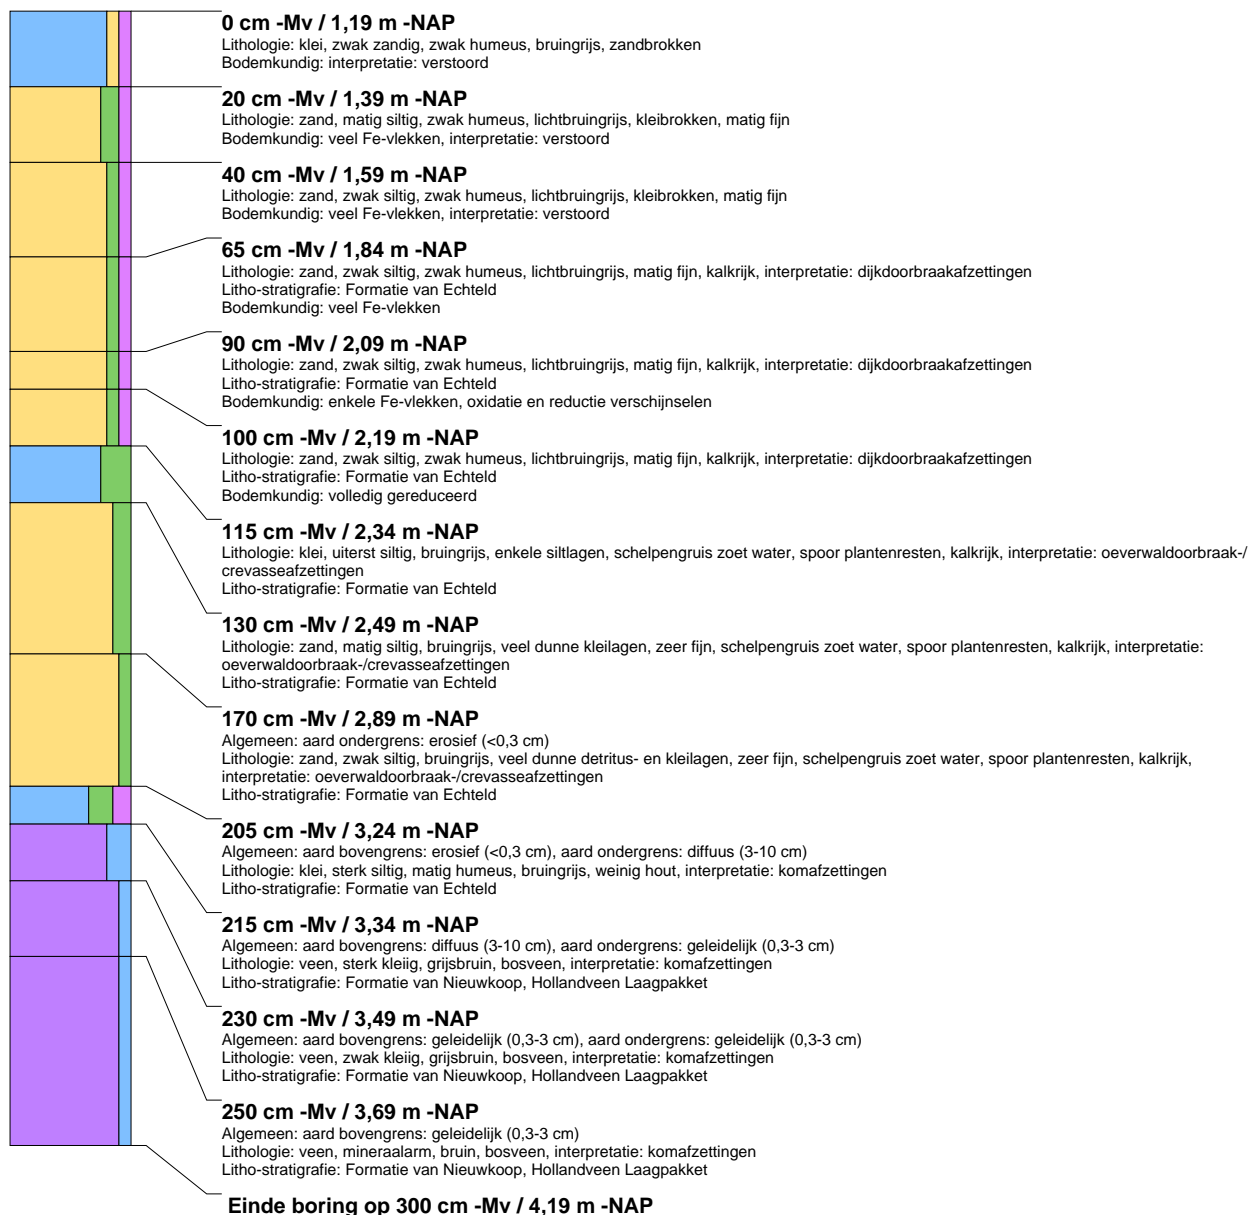 0 cm -Mv / 1,19 m -NAP
Lithologie: klei, zwak zandig, zwak humeus, bruingrijs, zandbrokken
Bodemkundig: interpretatie: verstoord
20 cm -Mv / 1,39 m -NAP
Lithologie: zand, matig siltig, zwak humeus, lichtbruingrijs, kleibrokken, matig fijn
Bodemkundig: veel Fe-vlekken, interpretatie: verstoord
40 cm -Mv / 1,59 m -NAP
Lithologie: zand, zwak siltig, zwak humeus, lichtbruingrijs, kleibrokken, matig fijn
Bodemkundig: veel Fe-vlekken, interpretatie: verstoord
65 cm -Mv / 1,84 m -NAP
Lithologie: zand, zwak siltig, zwak humeus, lichtbruingrijs, matig fijn, kalkrijk, interpretatie: dijkdoorbraakafzettingen
Litho-stratigrafie: Formatie van Echteld
Bodemkundig: veel Fe-vlekken
90 cm -Mv / 2,09 m -NAP
Lithologie: zand, zwak siltig, zwak humeus, lichtbruingrijs, matig fijn, kalkrijk, interpretatie: dijkdoorbraakafzettingen
Litho-stratigrafie: Formatie van Echteld
Bodemkundig: enkele Fe-vlekken, oxidatie en reductie verschijnselen
100 cm -Mv / 2,19 m -NAP
Lithologie: zand, zwak siltig, zwak humeus, lichtbruingrijs, matig fijn, kalkrijk, interpretatie: dijkdoorbraakafzettingen
Litho-stratigrafie: Formatie van Echteld
Bodemkundig: volledig gereduceerd
115 cm -Mv / 2,34 m -NAP
Lithologie: klei, uiterst siltig, bruingrijs, enkele siltlagen, schelpengruis zoet water, spoor plantenresten, kalkrijk, interpretatie: oeverwaldoorbraak-/
crevasseafzettingen
Litho-stratigrafie: Formatie van Echteld
130 cm -Mv / 2,49 m -NAP
Lithologie: zand, matig siltig, bruingrijs, veel dunne kleilagen, zeer fijn, schelpengruis zoet water, spoor plantenresten, kalkrijk, interpretatie:
oeverwaldoorbraak-/crevasseafzettingen
Litho-stratigrafie: Formatie van Echteld
170 cm -Mv / 2,89 m -NAP
Algemeen: aard ondergrens: erosief (<0,3 cm)
Lithologie: zand, zwak siltig, bruingrijs, veel dunne detritus- en kleilagen, zeer fijn, schelpengruis zoet water, spoor plantenresten, kalkrijk,
interpretatie: oeverwaldoorbraak-/crevasseafzettingen
Litho-stratigrafie: Formatie van Echteld
205 cm -Mv / 3,24 m -NAP
Algemeen: aard bovengrens: erosief (<0,3 cm), aard ondergrens: diffuus (3-10 cm)
Lithologie: klei, sterk siltig, matig humeus, bruingrijs, weinig hout, interpretatie: komafzettingen
Litho-stratigrafie: Formatie van Echteld
215 cm -Mv / 3,34 m -NAP
Algemeen: aard bovengrens: diffuus (3-10 cm), aard ondergrens: geleidelijk (0,3-3 cm)
Lithologie: veen, sterk kleiig, grijsbruin, bosveen, interpretatie: komafzettingen
Litho-stratigrafie: Formatie van Nieuwkoop, Hollandveen Laagpakket
230 cm -Mv / 3,49 m -NAP
Algemeen: aard bovengrens: geleidelijk (0,3-3 cm), aard ondergrens: geleidelijk (0,3-3 cm)
Lithologie: veen, zwak kleiig, grijsbruin, bosveen, interpretatie: komafzettingen
Litho-stratigrafie: Formatie van Nieuwkoop, Hollandveen Laagpakket
250 cm -Mv / 3,69 m -NAP
Algemeen: aard bovengrens: geleidelijk (0,3-3 cm)
Lithologie: veen, mineraalarm, bruin, bosveen, interpretatie: komafzettingen
Litho-stratigrafie: Formatie van Nieuwkoop, Hollandveen Laagpakket
Einde boring op 300 cm -Mv / 4,19 m -NAP